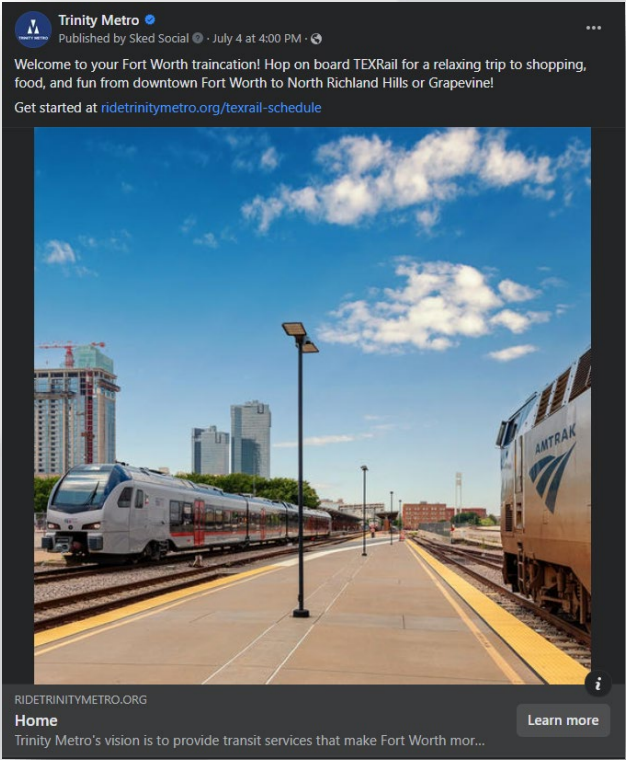 Trinity Metro
Published by Sked Social · July 4 at 4:00 PM ·
Welcome to your Fort Worth traincation! Hop on board TEXRail for a relaxing trip to shopping,
food, and fun from downtown Fort Worth to North Richland Hills or Grapevine!
Get started at ridetrinitymetro.org/texrail-schedule
TRINITY METRO
AMTRAK
RIDETRINITYMETRO.ORG
Home
Trinity Metro's vision is to provide transit services that make Fort Worth mor...
Learn more